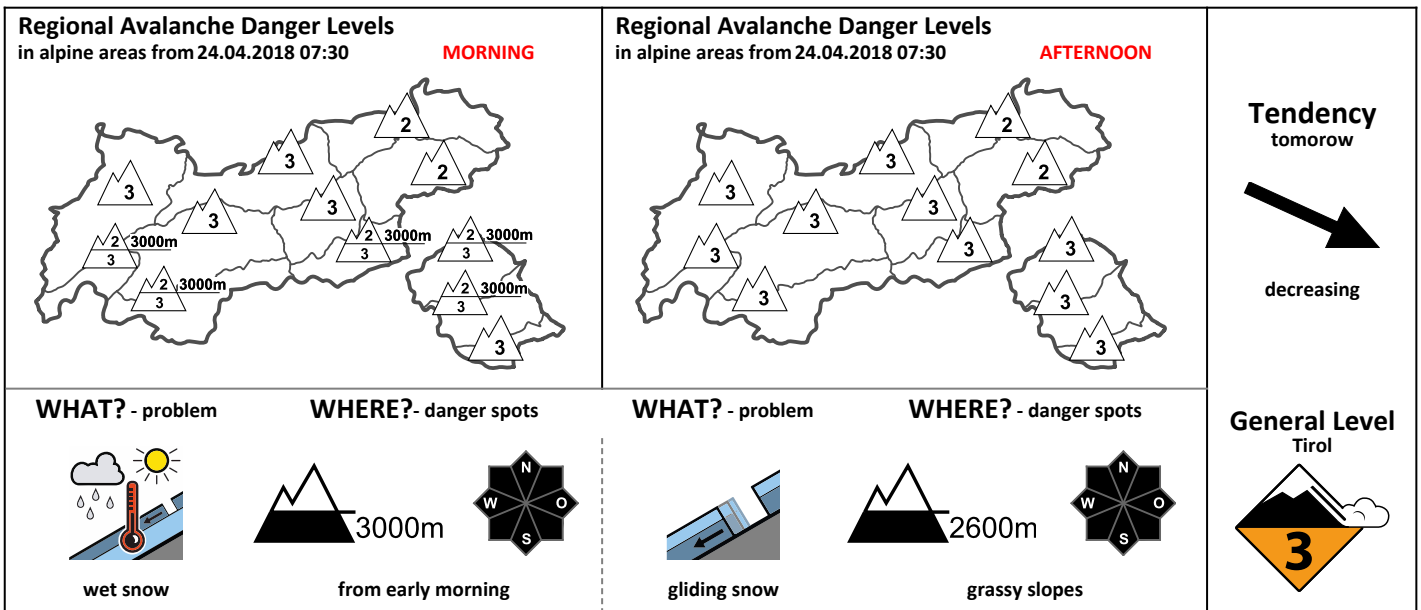 Regional Avalanche Danger Levels
in alpine areas from 24.04.2018 07:30 MORNING
2
3
2
3
3
3
2 3000m
3
2 3000m
3
2 3000m
3
2 3000m
3
2 3000m
3
3
Regional Avalanche Danger Levels
in alpine areas from 24.04.2018 07:30 AFTERNOON
2
3
2
3
3
3
3
3
3
3
3
3
Tendency
tomorow
decreasing
WHAT? - problem
wet snow
WHERE? - danger spots
3000m
N
W O
S
from early morning
WHAT? - problem
gliding snow
WHERE? - danger spots
2600m
N
W O
S
grassy slopes
General Level
Tirol
3